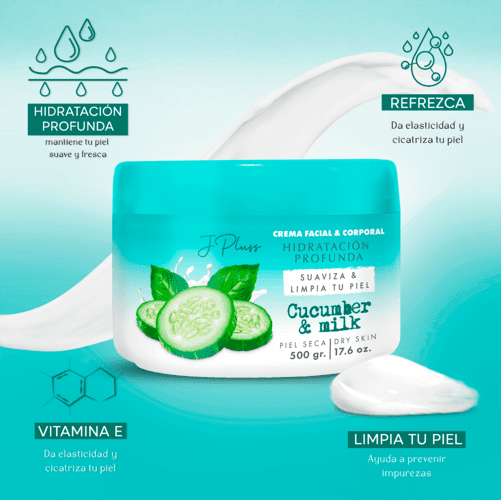 HIDRATACIÓN
PROFUNDA
mantiene tu piel
suave y fresca
REFREZCA
Da elasticidad y
cicatriza tu piel
J·Pluss
CREMA FACIAL & CORPORAL
HIDRATACIÓN
PROFUNDA
SUAVIZA &
LIMPIA TU PIEL
Cucumber
& milk
PIEL SECA | DRY SKIN
500 gr. | 17.6 oz.
VITAMINA E
Da elasticidad y
cicatriza tu piel
LIMPIA TU PIEL
Ayuda a prevenir
impurezas